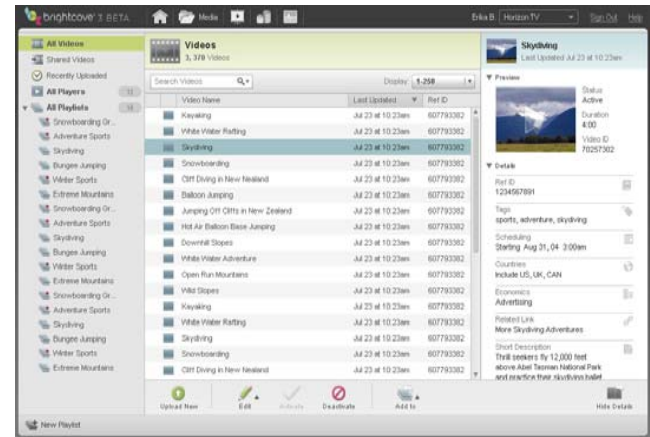 brightcove 3 BETA
Media
Erika B
Horizon TV
Sign Out
Help
All Videos
Shared Videos
Recently Uploaded
All Players
All Playlists
Snowboarding Gr...
Adventure Sports
Skydiving
Bungee Jumping
Winter Sports
Extreme Mountains
Snowboarding Gr...
Adventure Sports
Skydiving
Bungee Jumping
Winter Sports
Extreme Mountains
Snowboarding Gr...
Adventure Sports
Skydiving
Bungee Jumping
Winter Sports
Extreme Mountains
New Playlist
Videos
3, 378 Videos
Search Videos
Display: 1-250
Video Name Last Updated Ref ID
Kayaking Jul 23 at 10:23am 607793382
White Water Rafting Jul 23 at 10:23am 607793382
Skydiving Jul 23 at 10:23am 607793382
Snowboarding Jul 23 at 10:23am 607793382
Cliff Diving in New Nealand Jul 23 at 10:23am 607793382
Balloon Jumping Jul 23 at 10:23am 607793382
Jumping Off Cliffs in New Zealand Jul 23 at 10:23am 607793382
Hot Air Balloon Base Jumping Jul 23 at 10:23am 607793382
Downhill Slopes Jul 23 at 10:23am 607793382
White Water Adventure Jul 23 at 10:23am 607793382
Open Run Mountains Jul 23 at 10:23am 607793382
Wild Slopes Jul 23 at 10:23am 607793382
Kayaking Jul 23 at 10:23am 607793382
White Water Rafting Jul 23 at 10:23am 607793382
Skydiving Jul 23 at 10:23am 607793382
Snowboarding Jul 23 at 10:23am 607793382
Cliff Diving in New Nealand Jul 23 at 10:23am 607793382
Upload New
Edit
Activate
Deactivate
Add to
Hide Details
Skydiving
Last Updated Jul 23 at 10:23am
Preview
Status
Active
Duration
4:00
Video ID
70257302
Details
Ref ID
1234567891
Tags
sports, adventure, skydiving
Scheduling
Starting Aug 31, 04 3:00am
Countries
Include US, UK, CAN
Economics
Advertising
Related Link
More Skydiving Adventures
Short Description
Thrill seekers fly 12,000 feet
above Abel Tasman National Park
and practice their skydiving ballet